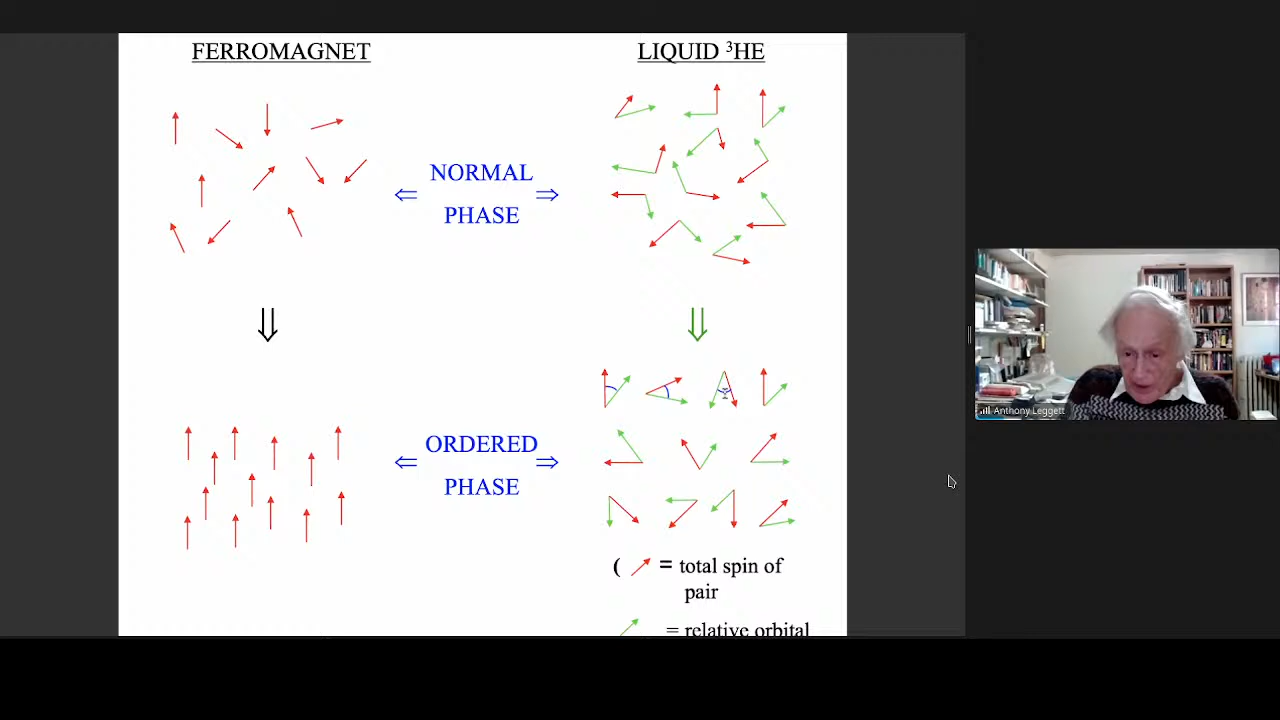 FERROMAGNET
LIQUID ³HE
NORMAL
⇐ ⇒
PHASE
ORDERED
⇐ ⇒
PHASE
( = total spin of
pair
= relative orbital
Anthony Leggett